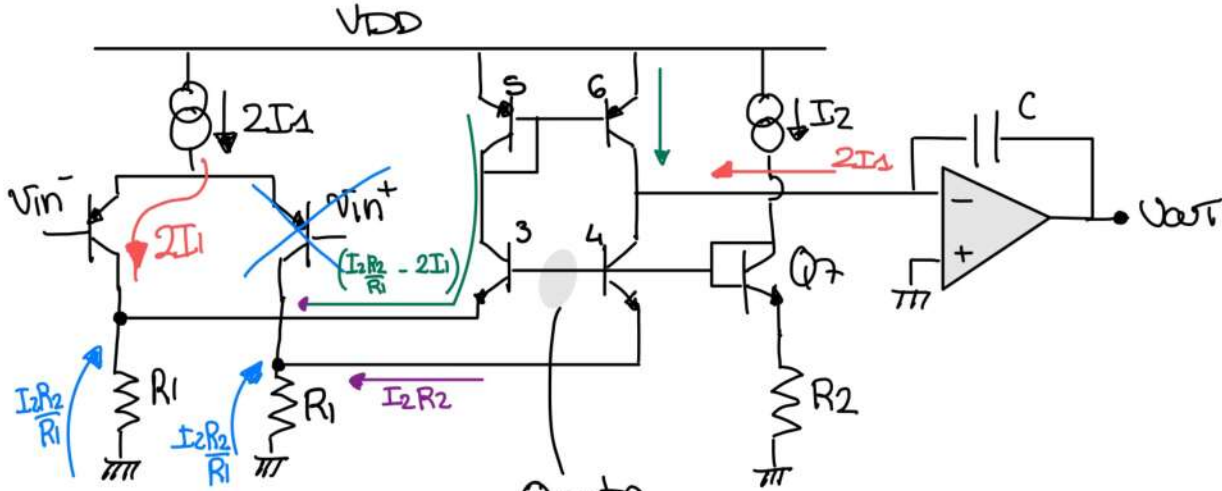 VDD
2I1
5
6
I2
C
2I1
Vin-
Vin+
2I1
(I2R2/R1 - 2I1)
3
4
Q7
-
+
Vout
I2R2/R1
R1
I2R2/R1
R1
I2R2
R2